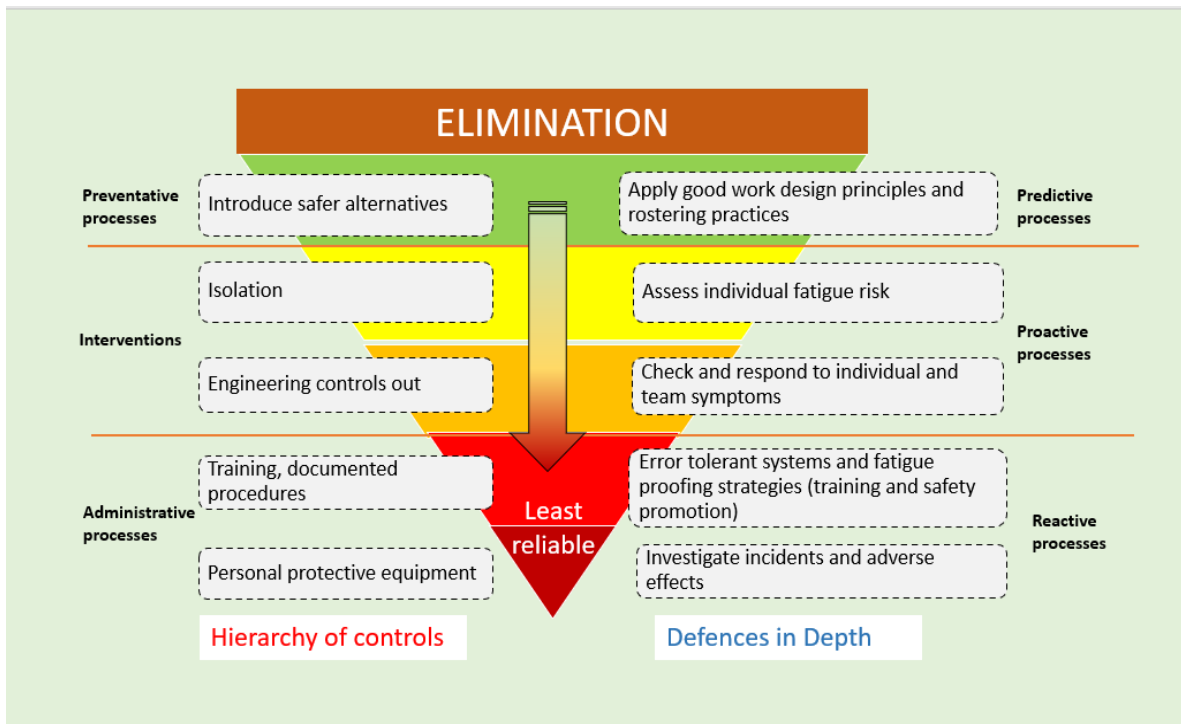 ELIMINATION
Preventative
processes
Introduce safer alternatives
Apply good work design principles and
rostering practices
Predictive
processes
Isolation
Assess individual fatigue risk
Interventions
Proactive
processes
Engineering controls out
Check and respond to individual and
team symptoms
Training, documented
procedures
Error tolerant systems and fatigue
proofing strategies (training and safety
promotion)
Administrative
processes
Least
reliable
Reactive
processes
Personal protective equipment
Investigate incidents and adverse
effects
Hierarchy of controls
Defences in Depth